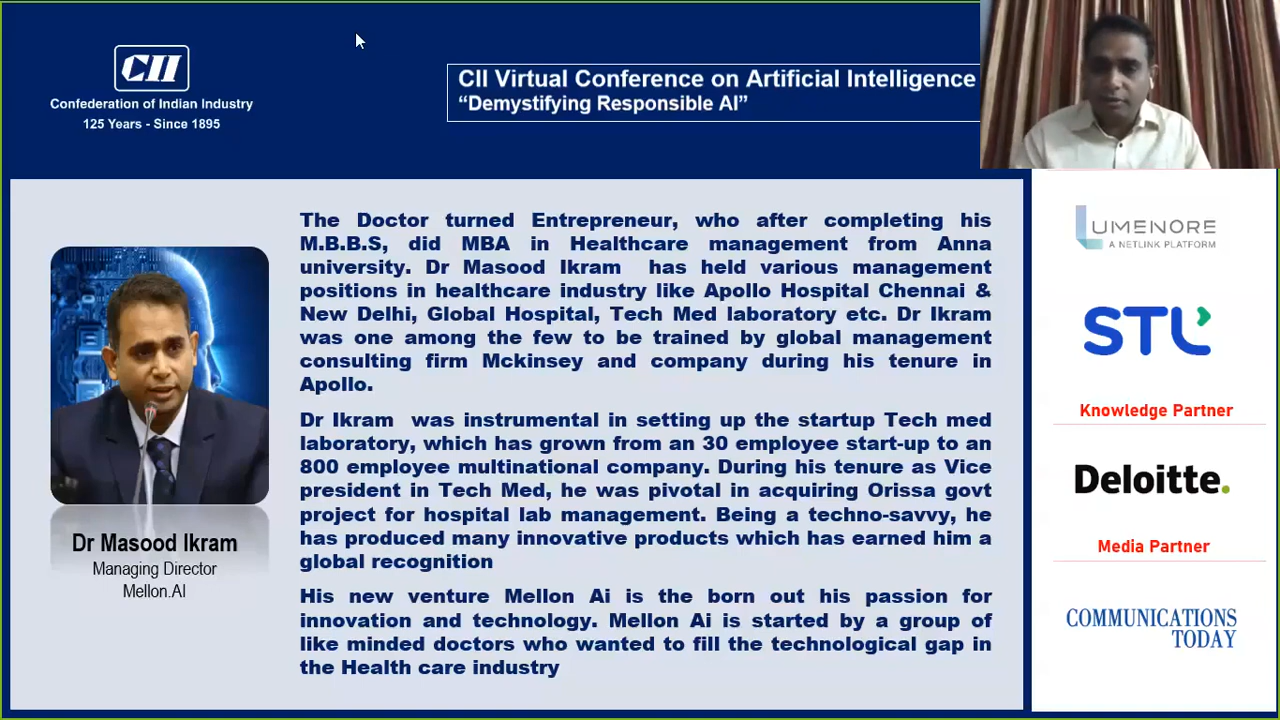 CII
Confederation of Indian Industry
125 Years - Since 1895
CII Virtual Conference on Artificial Intelligence
“Demystifying Responsible AI”
The Doctor turned Entrepreneur, who after completing his
M.B.B.S, did MBA in Healthcare management from Anna
university. Dr Masood Ikram has held various management
positions in healthcare industry like Apollo Hospital Chennai &
New Delhi, Global Hospital, Tech Med laboratory etc. Dr Ikram
was one among the few to be trained by global management
consulting firm Mckinsey and company during his tenure in
Apollo.
Dr Ikram was instrumental in setting up the startup Tech med
laboratory, which has grown from an 30 employee start-up to an
800 employee multinational company. During his tenure as Vice
president in Tech Med, he was pivotal in acquiring Orissa govt
project for hospital lab management. Being a techno-savvy, he
has produced many innovative products which has earned him a
global recognition
His new venture Mellon Ai is the born out his passion for
innovation and technology. Mellon Ai is started by a group of
like minded doctors who wanted to fill the technological gap in
the Health care industry
Dr Masood Ikram
Managing Director
Mellon.AI
LUMENORE
A NETLINK PLATFORM
STL
Knowledge Partner
Deloitte.
Media Partner
COMMUNICATIONS
TODAY